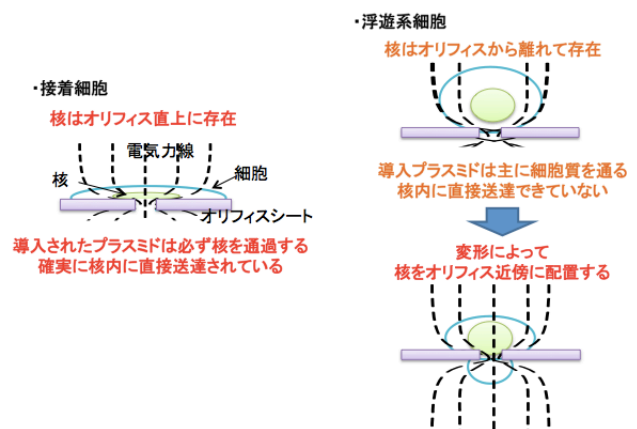 ・接着細胞
核はオリフィス直上に存在
電気力線
核
細胞
オリフィスシート
導入されたプラスミドは必ず核を通過する
確実に核内に直接送達されている
・浮遊系細胞
核はオリフィスから離れて存在
導入プラスミドは主に細胞質を通る
核内に直接送達できていない
変形によって
核をオリフィス近傍に配置する